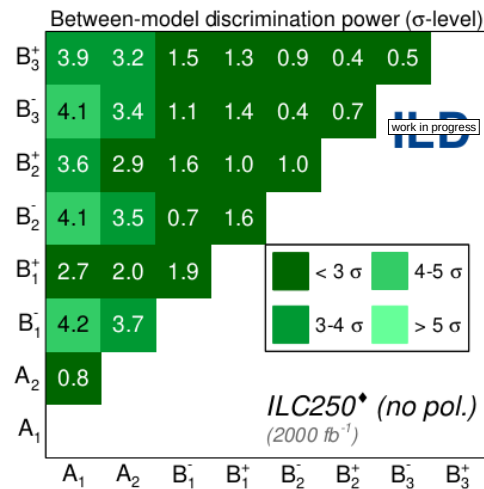 Between-model discrimination power (σ-level)
B₃⁺ 3.9 3.2 1.5 1.3 0.9 0.4 0.5
B₃⁻ 4.1 3.4 1.1 1.4 0.4 0.7
ILD
work in progress
B₂⁺ 3.6 2.9 1.6 1.0 1.0
B₂⁻ 4.1 3.5 0.7 1.6
B₁⁺ 2.7 2.0 1.9
< 3 σ 4-5 σ
B₁⁻ 4.2 3.7
3-4 σ > 5 σ
A₂ 0.8
A₁
ILC250♦ (no pol.)
(2000 fb⁻¹)
A₁ A₂ B₁⁻ B₁⁺ B₂⁻ B₂⁺ B₃⁻ B₃⁺